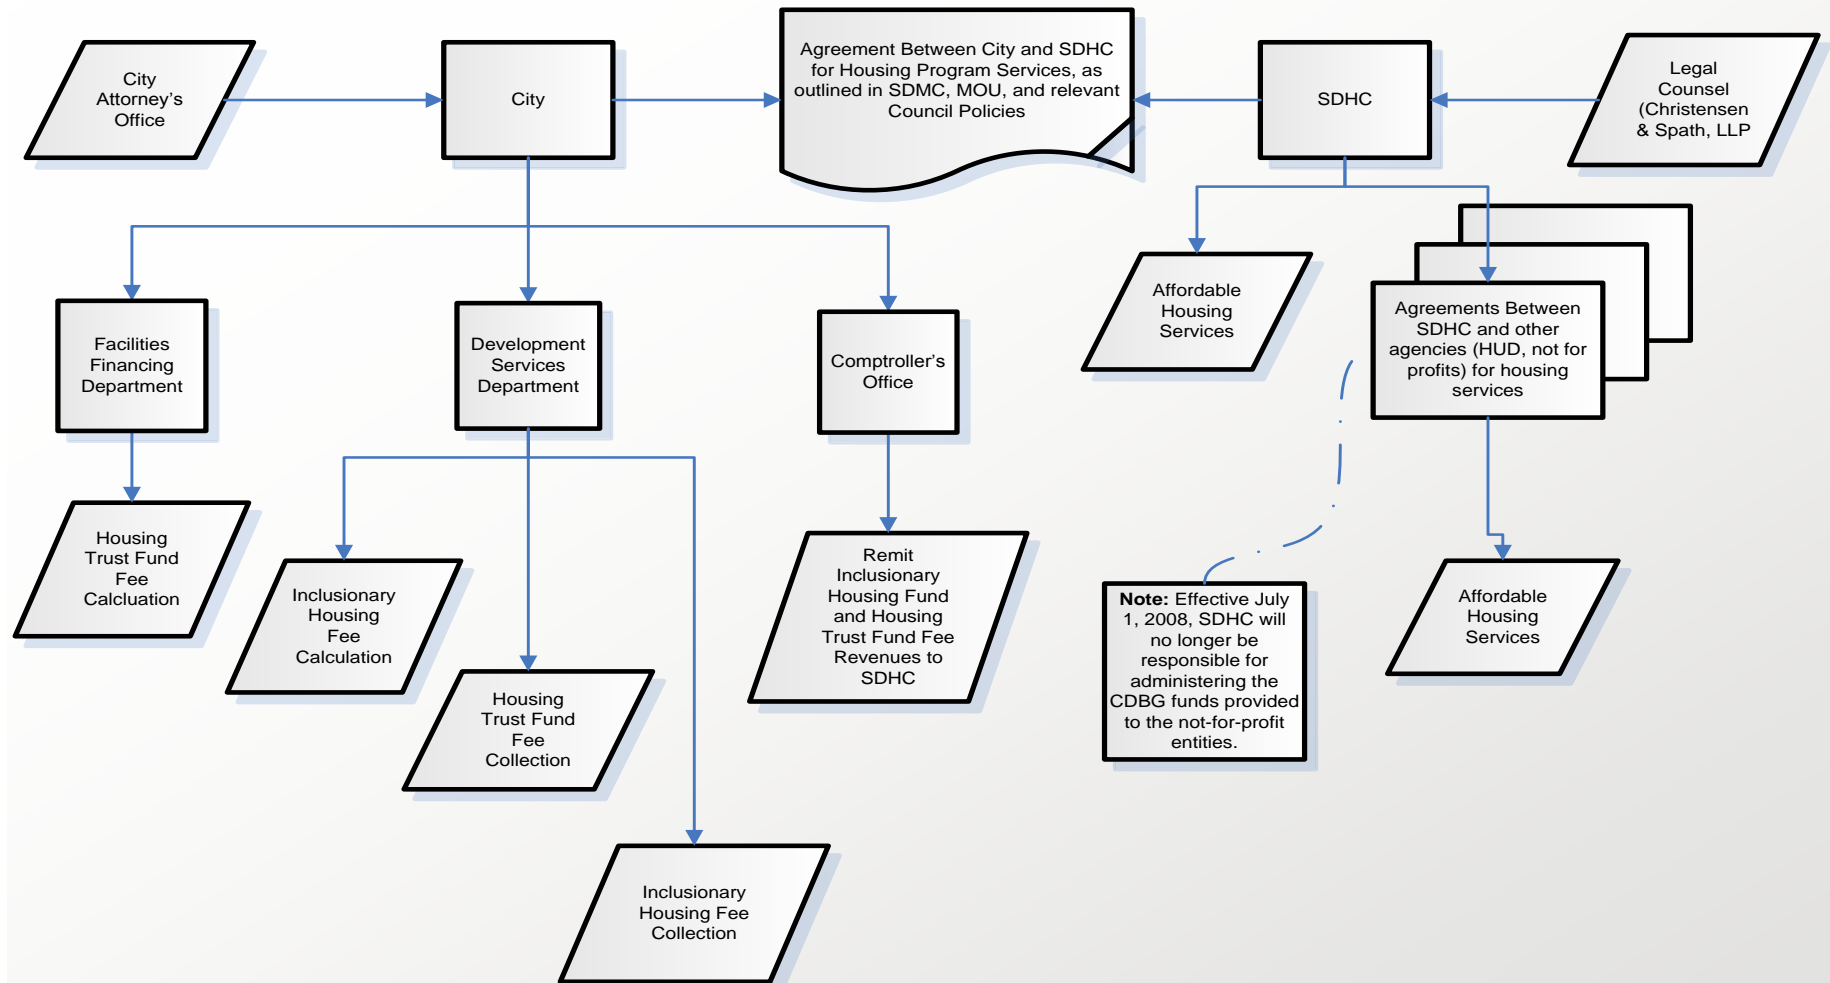 City
Attorney's
Office
City
Agreement Between City and SDHC
for Housing Program Services, as
outlined in SDMC, MOU, and relevant
Council Policies
SDHC
Legal
Counsel
(Christensen
& Spath, LLP
Facilities
Financing
Department
Development
Services
Department
Comptroller's
Office
Affordable
Housing
Services
Agreements Between
SDHC and other
agencies (HUD, not for
profits) for housing
services
Housing
Trust Fund
Fee
Calcluation
Inclusionary
Housing
Fee
Calculation
Housing
Trust Fund
Fee
Collection
Inclusionary
Housing Fee
Collection
Remit
Inclusionary
Housing Fund
and Housing
Trust Fund Fee
Revenues to
SDHC
Note: Effective July
1, 2008, SDHC will
no longer be
responsible for
administering the
CDBG funds provided
to the not-for-profit
entities.
Affordable
Housing
Services